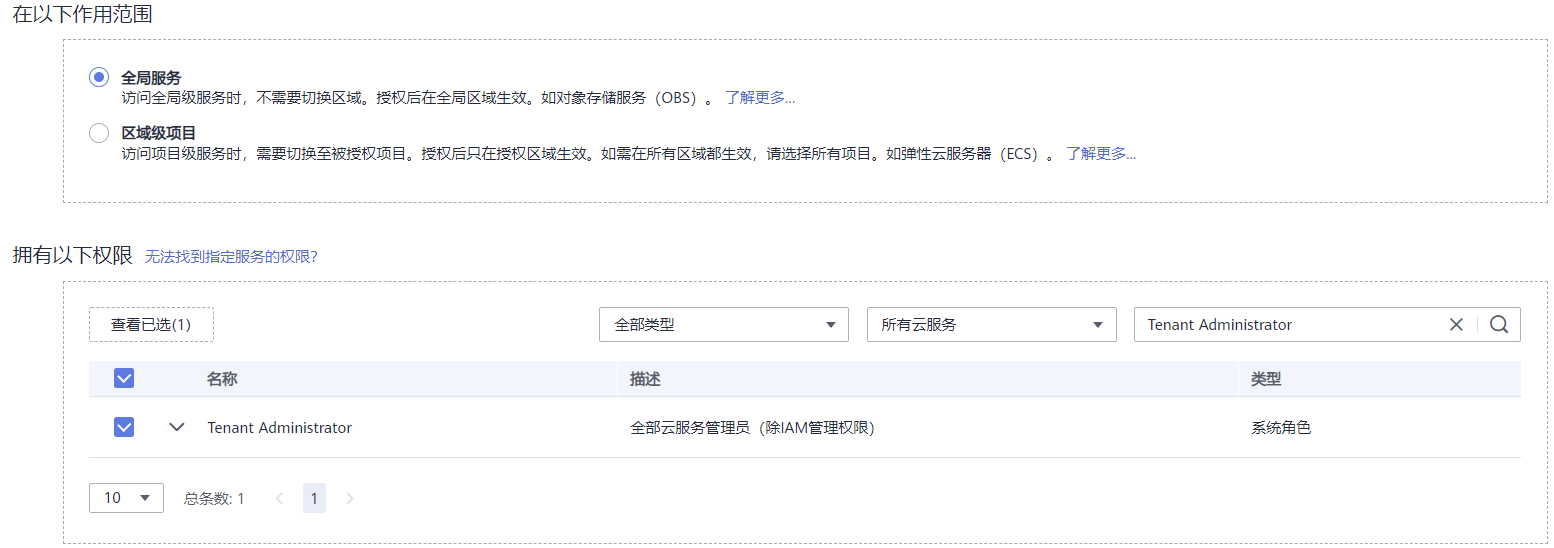 在以下作用范围
全局服务
访问全局级服务时，不需要切换区域。授权后在全局区域生效。如对象存储服务（OBS）。 了解更多...
区域级项目
访问项目级服务时，需要切换至被授权项目。授权后只在授权区域生效。如需在所有区域都生效，请选择所有项目。如弹性云服务器（ECS）。 了解更多...
拥有以下权限 无法找到指定服务的权限?
查看已选(1) 全部类型 所有云服务 Tenant Administrator
名称 描述 类型
Tenant Administrator 全部云服务管理员（除IAM管理权限) 系统角色
10 总条数: 1 < 1 >